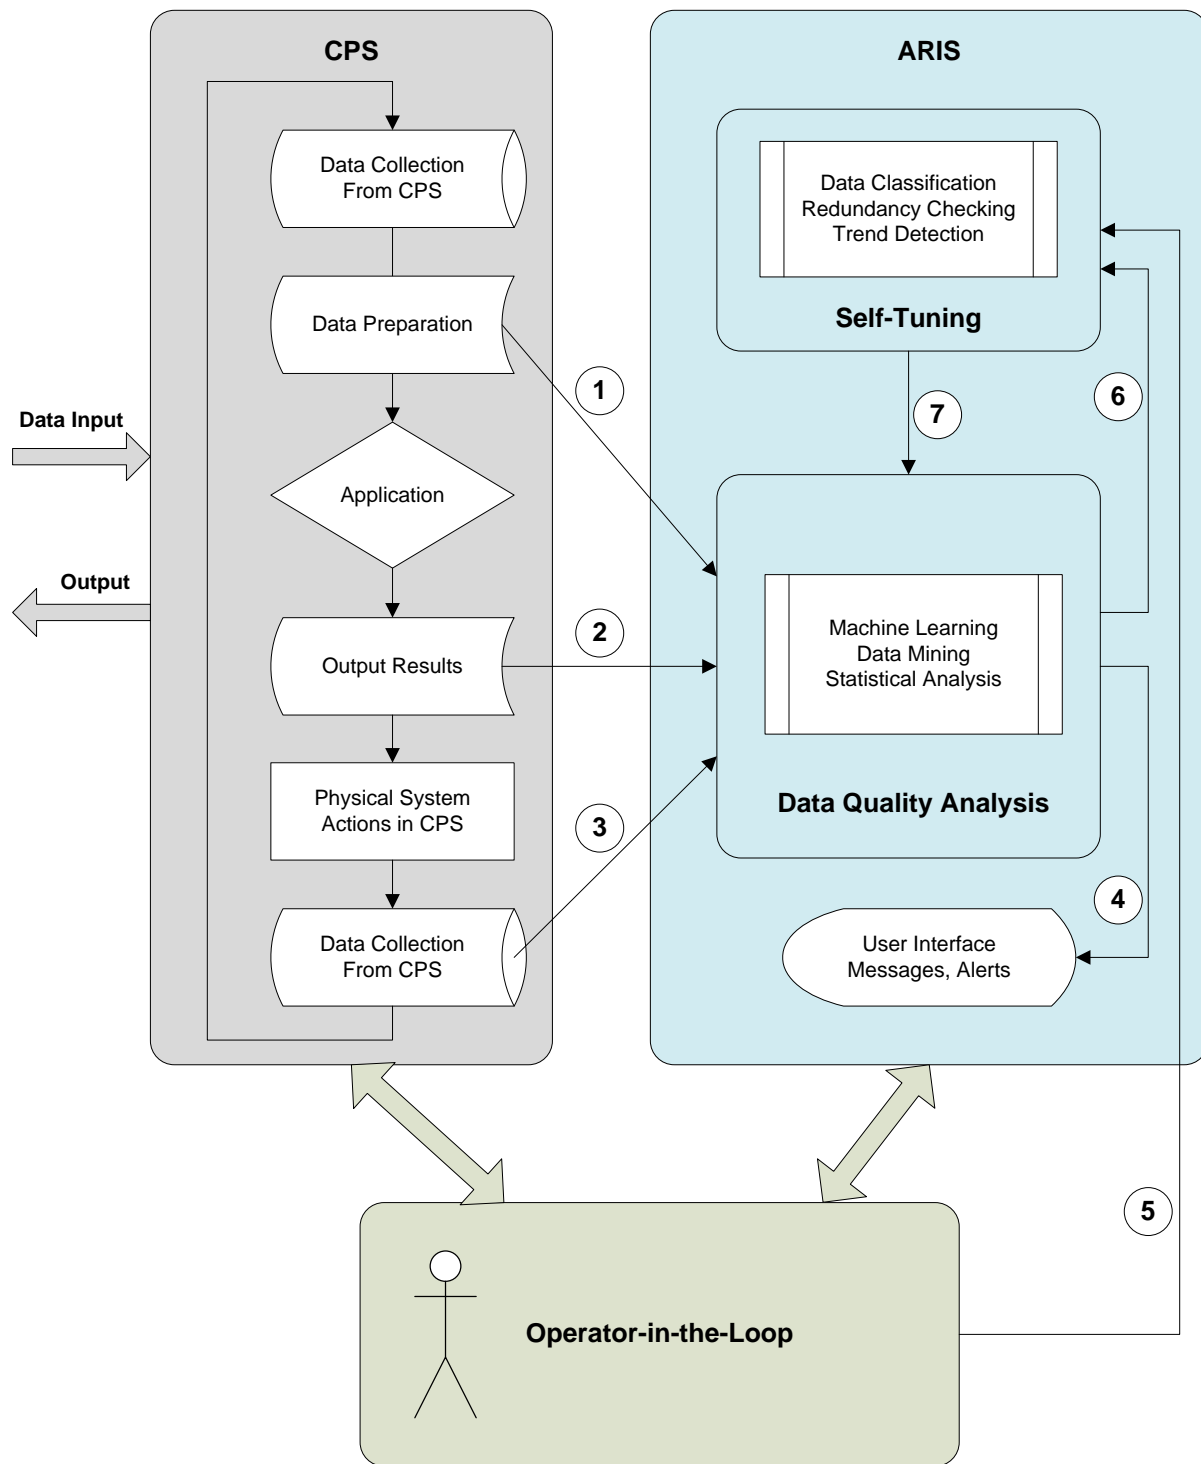 CPS
Data Collection
From CPS
Data Preparation
Application
Output Results
Physical System
Actions in CPS
Data Collection
From CPS
Data Input
Output
1
2
3
ARIS
Data Classification
Redundancy Checking
Trend Detection
Self-Tuning
7
6
Machine Learning
Data Mining
Statistical Analysis
Data Quality Analysis
4
User Interface
Messages, Alerts
5
Operator-in-the-Loop